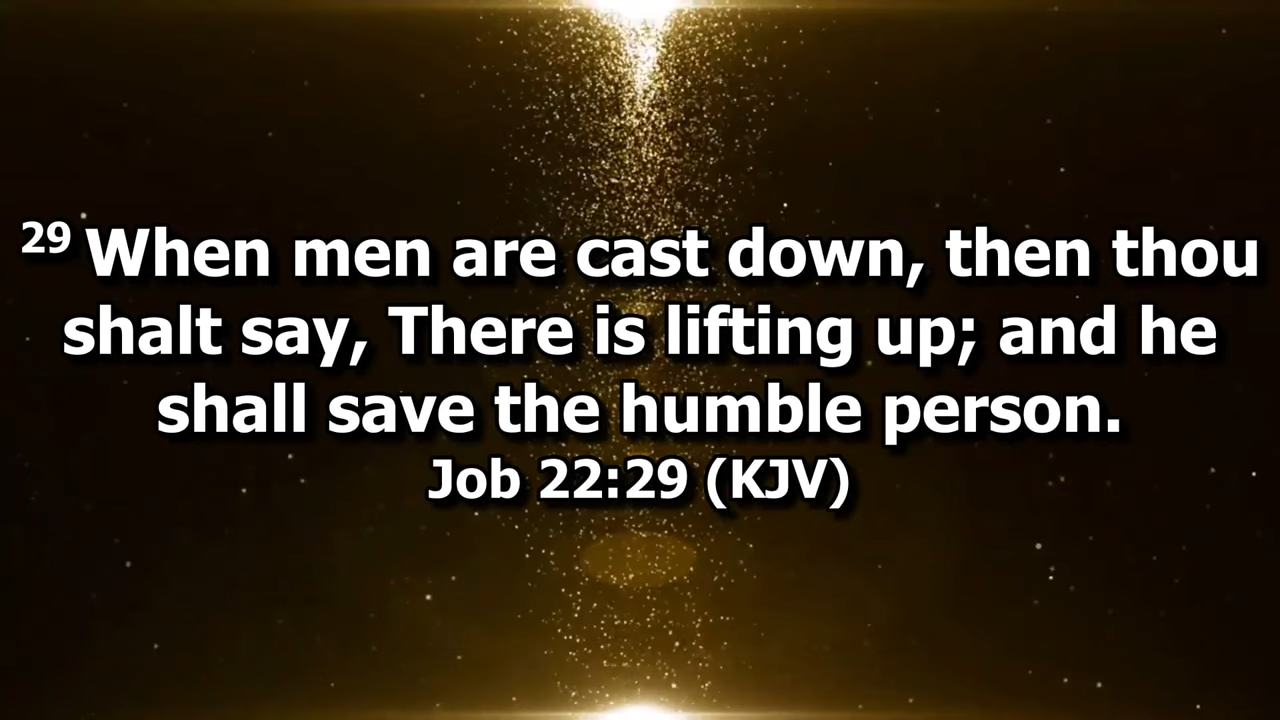 29 When men are cast down, then thou
shalt say, There is lifting up; and he
shall save the humble person.
Job 22:29 (KJV)